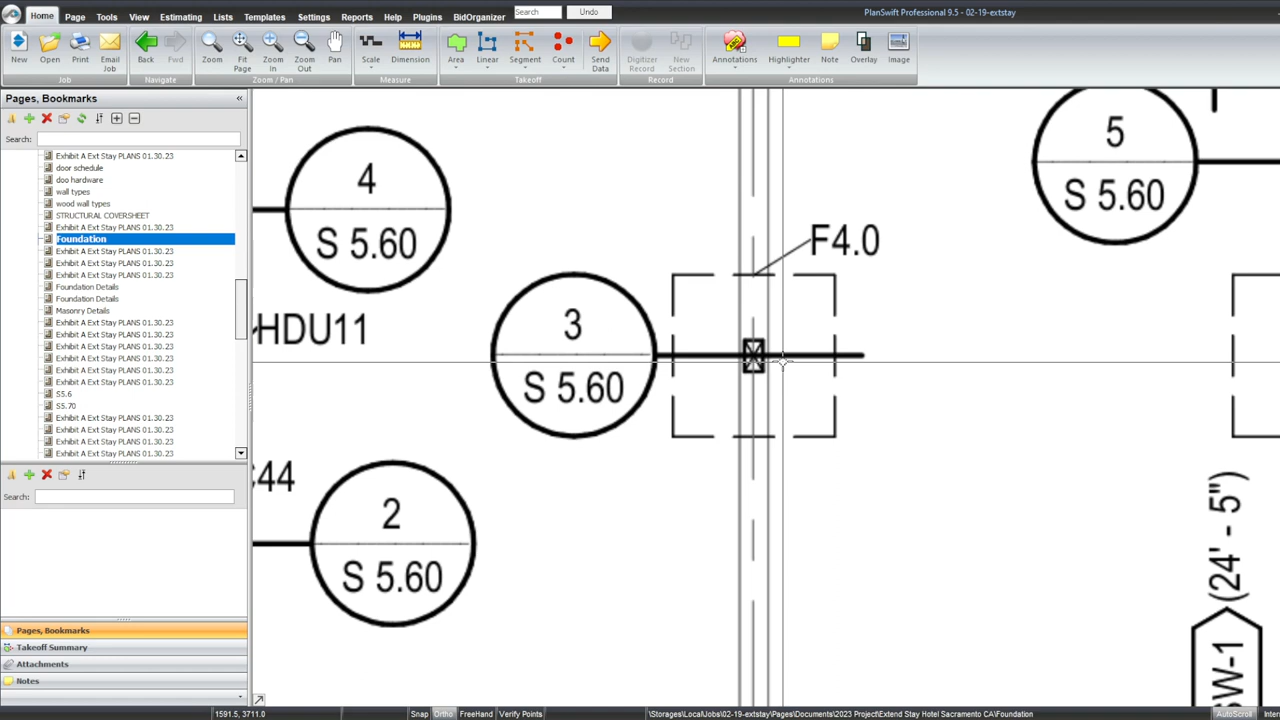 PlanSwift Professional 9.5 - 02-19-extstay
Home Page Tools View Estimating Lists Templates Settings Reports Help Plugins BidOrganizer Search Undo
New Open Print Email Job Back Fwd Zoom Fit Page Zoom In Zoom Out Pan Scale Dimension Area Linear Segment Count Send Data Digitizer Record New Section Annotations Highlighter Note Overlay Image
Job Navigate Zoom / Pan Measure Takeoff Record Annotations
Pages, Bookmarks
Search:
Exhibit A Ext Stay PLANS 01.30.23
door schedule
doo hardware
wall types
wood wall types
STRUCTURAL COVERSHEET
Exhibit A Ext Stay PLANS 01.30.23
Foundation
Exhibit A Ext Stay PLANS 01.30.23
Exhibit A Ext Stay PLANS 01.30.23
Exhibit A Ext Stay PLANS 01.30.23
Foundation Details
Foundation Details
Masonry Details
Exhibit A Ext Stay PLANS 01.30.23
Exhibit A Ext Stay PLANS 01.30.23
Exhibit A Ext Stay PLANS 01.30.23
Exhibit A Ext Stay PLANS 01.30.23
Exhibit A Ext Stay PLANS 01.30.23
Exhibit A Ext Stay PLANS 01.30.23
S5.6
S5.70
Exhibit A Ext Stay PLANS 01.30.23
Exhibit A Ext Stay PLANS 01.30.23
Exhibit A Ext Stay PLANS 01.30.23
Exhibit A Ext Stay PLANS 01.30.23
Search:
Pages, Bookmarks
Takeoff Summary
Attachments
Notes
4
S 5.60
5
S 5.60
F4.0
3
S 5.60
HDU11
C44
2
S 5.60
(24' - 5")
SW-1
1591.5, 3711.0 Snap Ortho FreeHand Verify Points \Storages\Local\Jobs\02-19-extstay\Pages\Documents\2023 Project\Extend Stay Hotel Sacramento CA\Foundation AutoScroll Inter